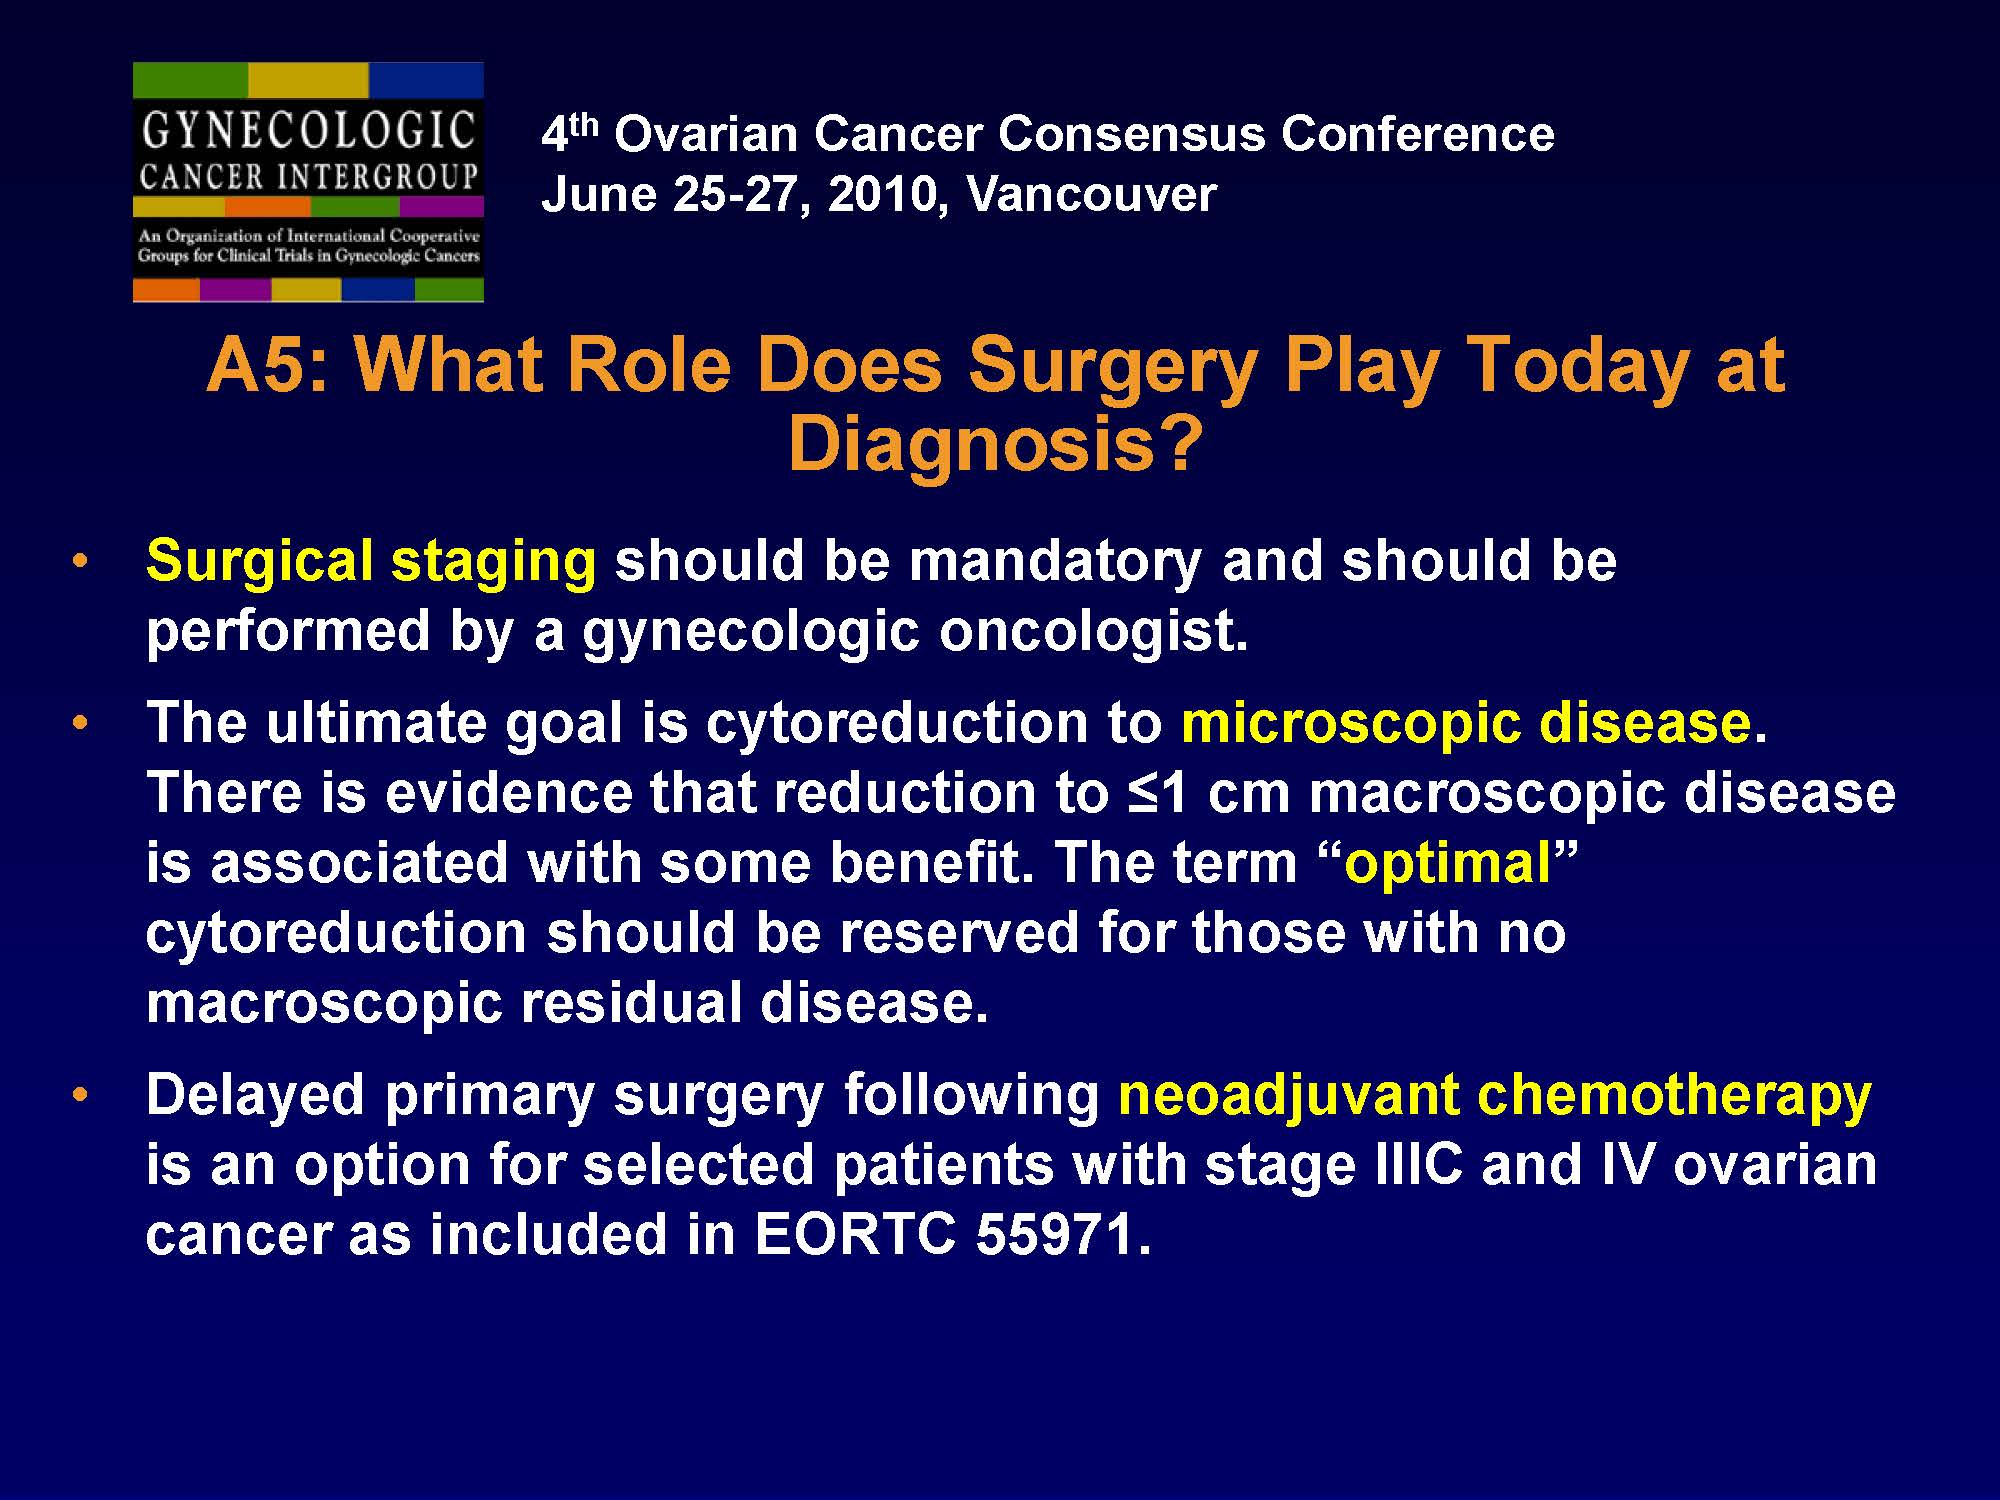 GYNECOLOGIC
CANCER INTERGROUP
An Organization of International Cooperative
Groups for Clinical Trials in Gynecologic Cancers
4th Ovarian Cancer Consensus Conference
June 25-27, 2010, Vancouver
A5: What Role Does Surgery Play Today at
Diagnosis?
• Surgical staging should be mandatory and should be
performed by a gynecologic oncologist.
• The ultimate goal is cytoreduction to microscopic disease.
There is evidence that reduction to ≤1 cm macroscopic disease
is associated with some benefit. The term “optimal”
cytoreduction should be reserved for those with no
macroscopic residual disease.
• Delayed primary surgery following neoadjuvant chemotherapy
is an option for selected patients with stage IIIC and IV ovarian
cancer as included in EORTC 55971.